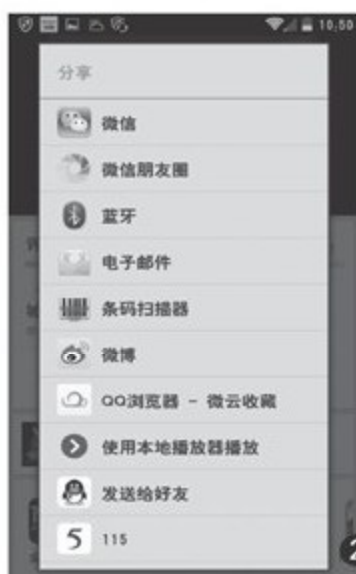 10:50
分享
微信
微信朋友圈
蓝牙
电子邮件
条码扫描器
微博
QQ浏览器 - 微云收藏
使用本地播放器播放
发送给好友
5 115
2